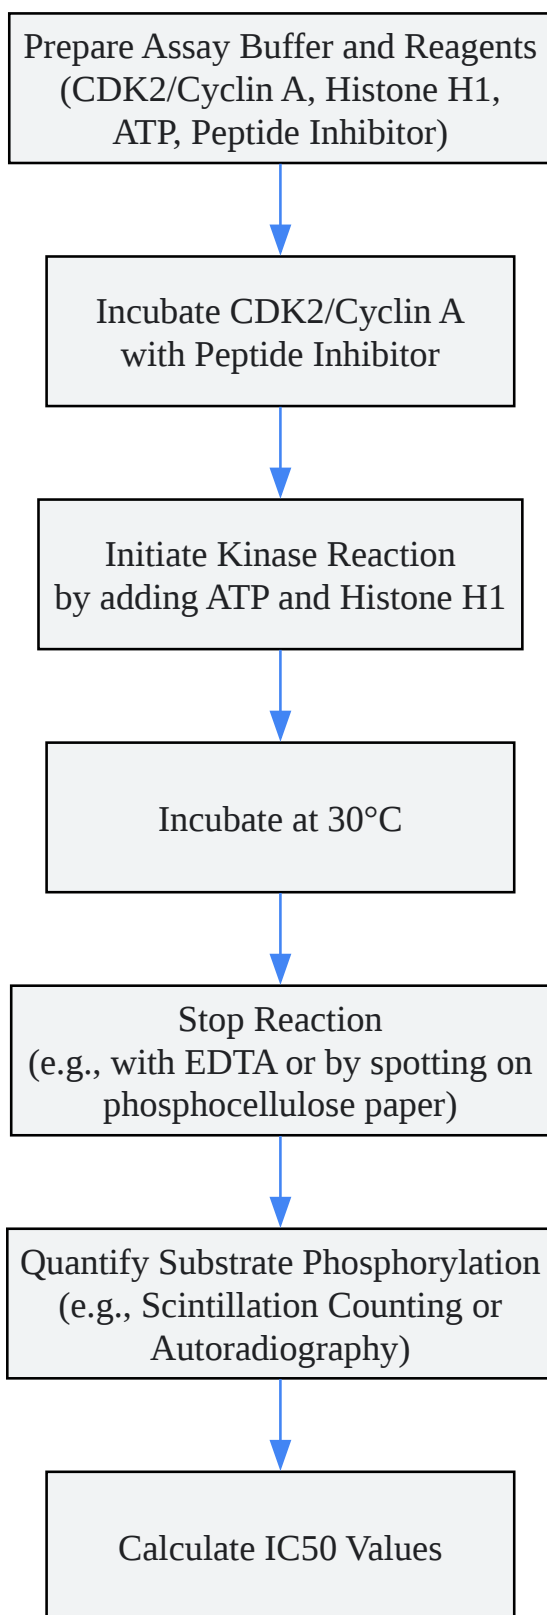 Prepare Assay Buffer and Reagents
(CDK2/Cyclin A, Histone H1,
ATP, Peptide Inhibitor)
Incubate CDK2/Cyclin A
with Peptide Inhibitor
Initiate Kinase Reaction
by adding ATP and Histone H1
Incubate at 30°C
Stop Reaction
(e.g., with EDTA or by spotting on
phosphocellulose paper)
Quantify Substrate Phosphorylation
(e.g., Scintillation Counting or
Autoradiography)
Calculate IC50 Values